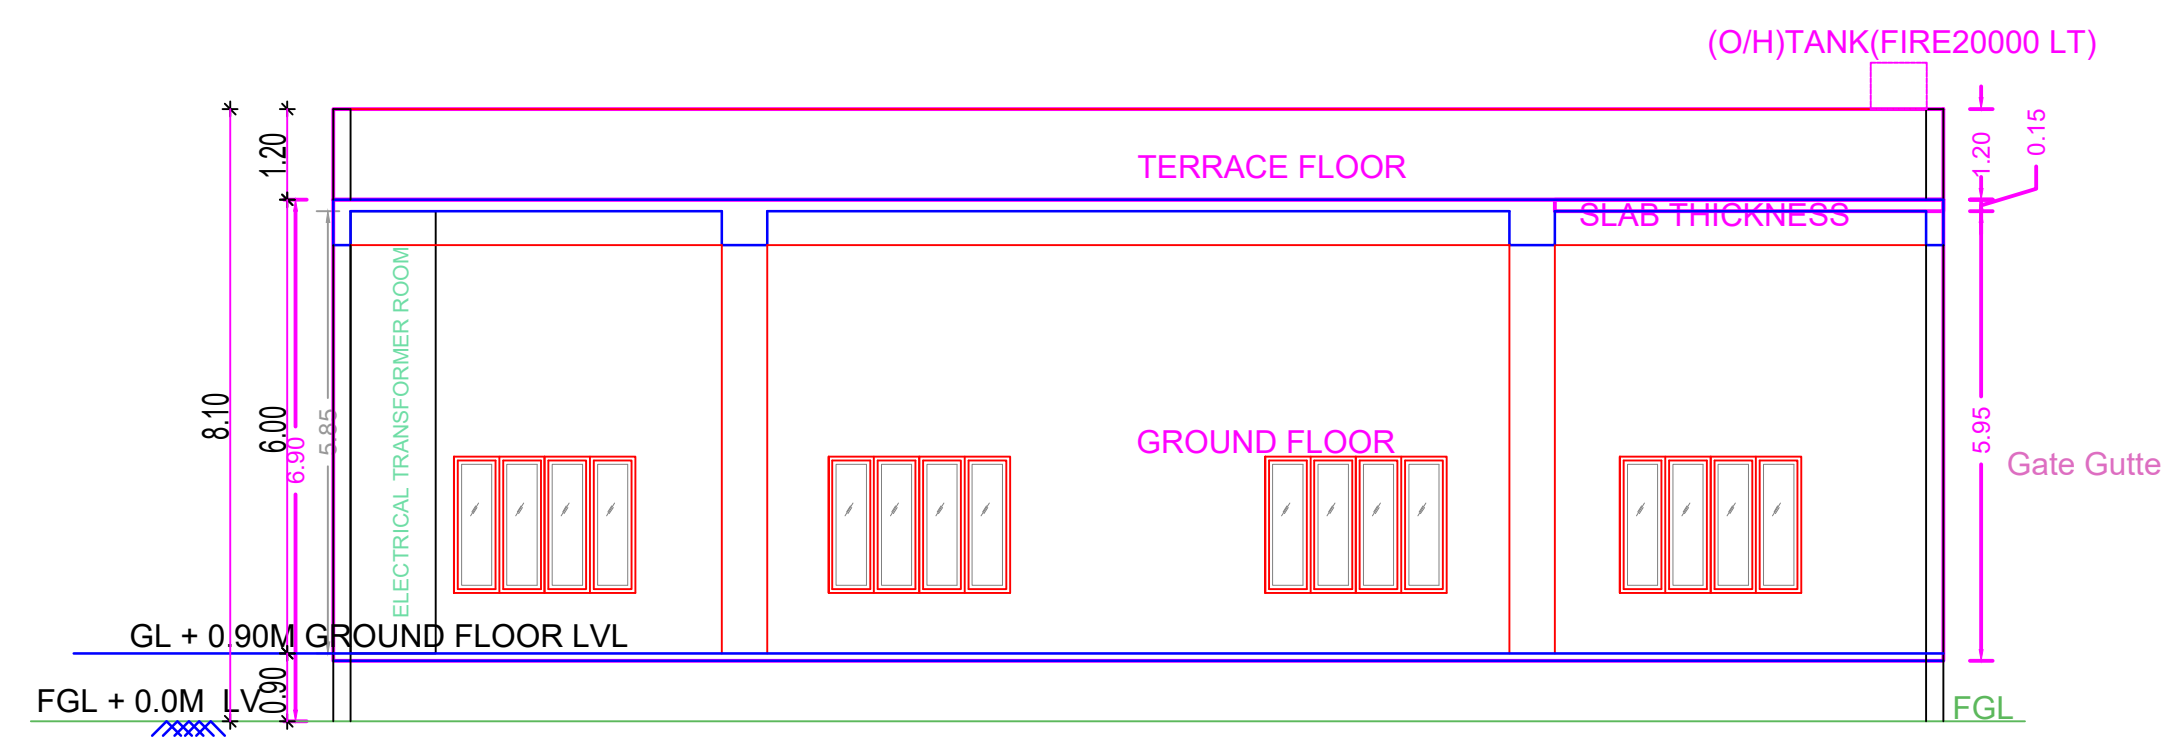 (O/H)TANK(FIRE20000 LT)
1.20
1.20
0.15
TERRACE FLOOR
SLAB THICKNESS
ELECTRICAL TRANSFORMER ROOM
8.10
6.00
6.90
5.85
GROUND FLOOR
5.95
Gate Gutte
GL + 0.90M GROUND FLOOR LVL
FGL + 0.0M LV
0.90
FGL